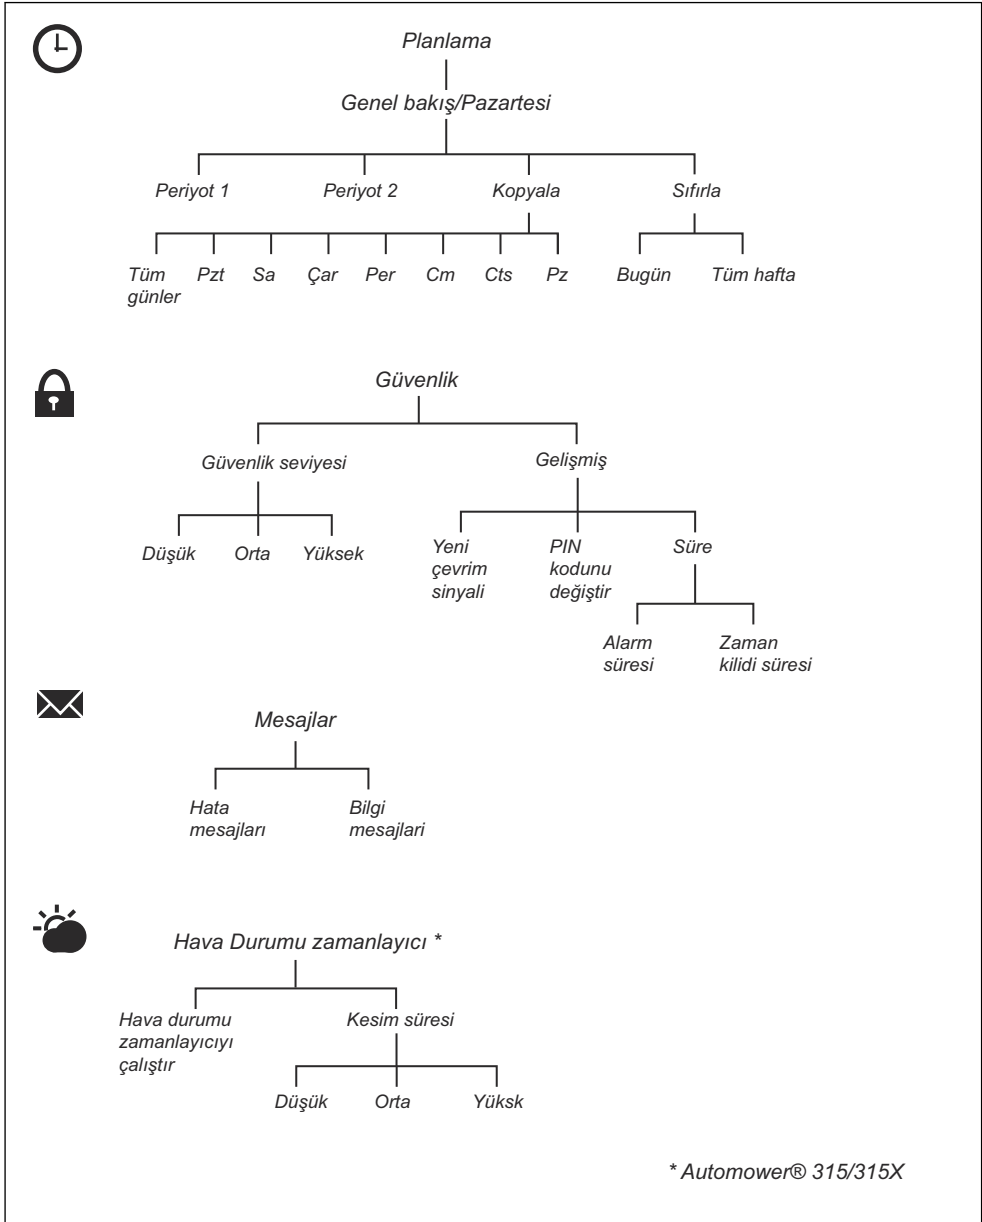 Planlama
Genel bakış/Pazartesi
Periyot 1 Periyot 2 Kopyala Sıfırla
Tüm günler Pzt Sa Çar Per Cm Cts Pz Bugün Tüm hafta
Güvenlik
Güvenlik seviyesi Gelişmiş
Düşük Orta Yüksek
Yeni çevrim sinyali
PIN kodunu değiştir
Süre
Alarm süresi
Zaman kilidi süresi
Mesajlar
Hata mesajları
Bilgi mesajlari
Hava Durumu zamanlayıcı *
Hava durumu zamanlayıcıyı çalıştır
Kesim süresi
Düşük Orta Yüksk
* Automower® 315/315X